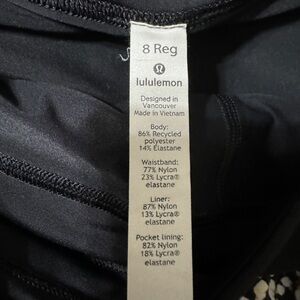 8 Reg
lululemon
Designed in
Vancouver
Made in Vietnam
Body:
86% Recycled
polyester
14% Elastane
Waistband:
77% Nylon
23% Lycra®
elastane
Liner:
87% Nylon
13% Lycra®
elastane
Pocket lining:
82% Nylon
18% Lycra®
elastane